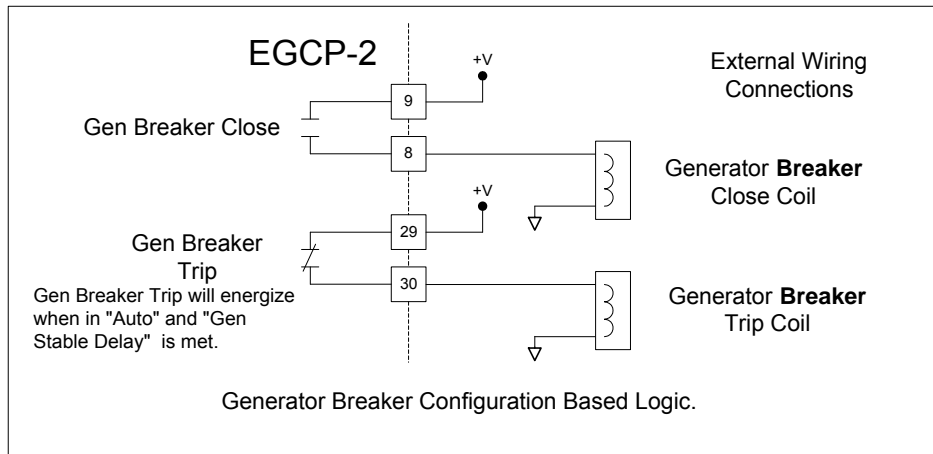 EGCP-2
+V
External Wiring
Connections
9
Gen Breaker Close
8
Generator Breaker
Close Coil
+V
29
Gen Breaker
Trip
30
Gen Breaker Trip will energize
when in "Auto" and "Gen
Stable Delay" is met.
Generator Breaker
Trip Coil
Generator Breaker Configuration Based Logic.